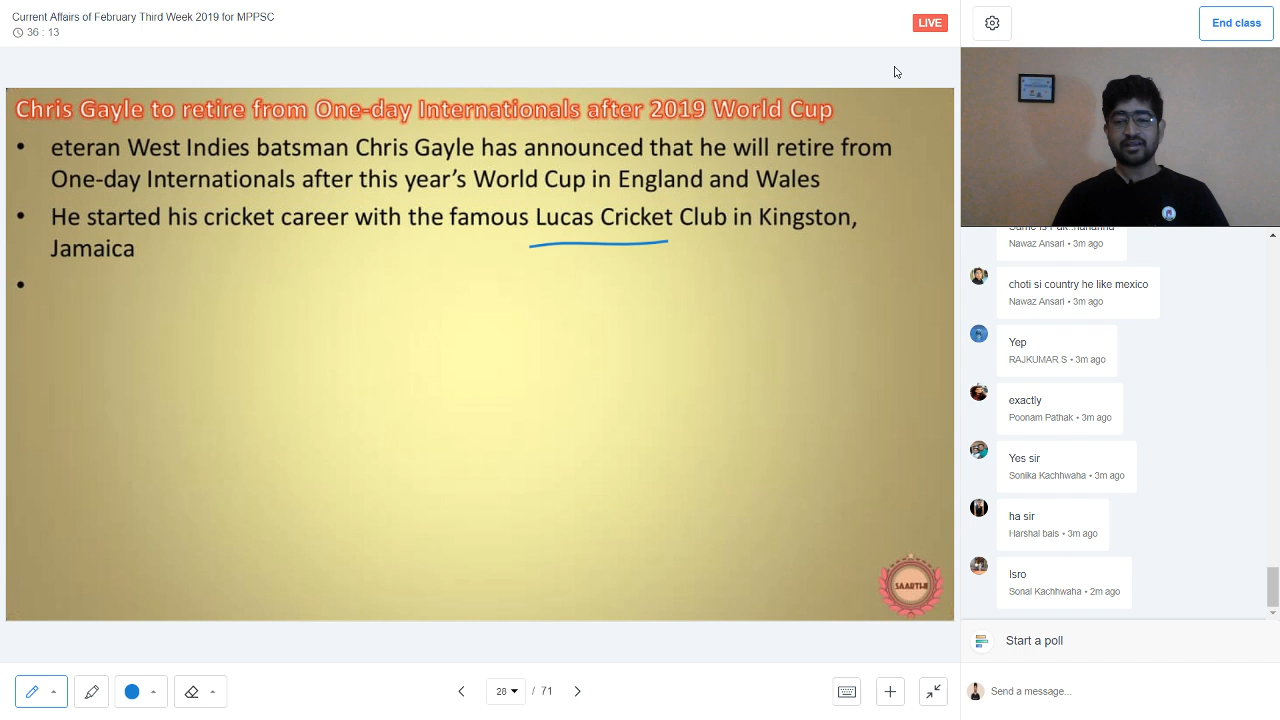 Current Affairs of February Third Week 2019 for MPPSC
36 : 13
LIVE
End class
Chris Gayle to retire from One-day Internationals after 2019 World Cup
• eteran West Indies batsman Chris Gayle has announced that he will retire from
One-day Internationals after this year's World Cup in England and Wales
• He started his cricket career with the famous Lucas Cricket Club in Kingston,
Jamaica
•
SAARTHI
Nawaz Ansari • 3m ago
choti si country he like mexico
Nawaz Ansari • 3m ago
Yep
RAJKUMAR S • 3m ago
exactly
Poonam Pathak • 3m ago
Yes sir
Sonika Kachhwaha • 3m ago
ha sir
Harshal bais • 3m ago
Isro
Sonal Kachhwaha • 2m ago
Start a poll
28 / 71
Send a message...